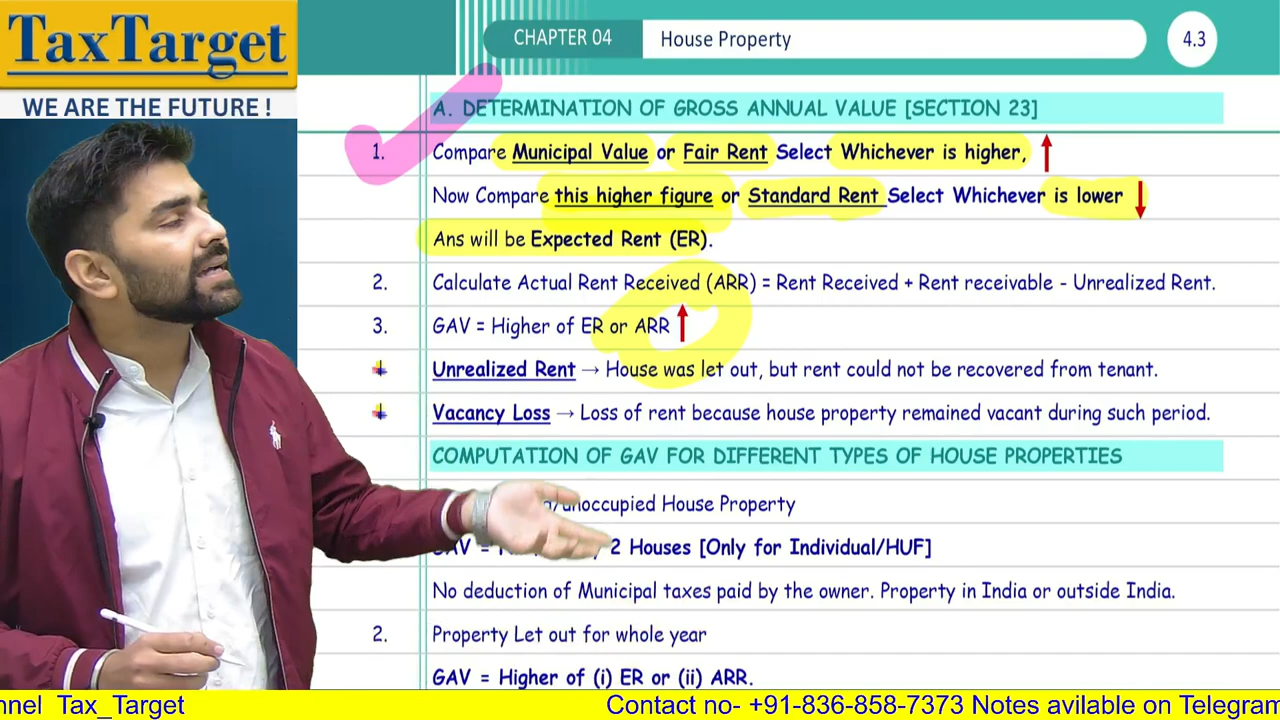 TaxTarget
WE ARE THE FUTURE !
CHAPTER 04
House Property
4.3
A. DETERMINATION OF GROSS ANNUAL VALUE [SECTION 23]
1. Compare Municipal Value or Fair Rent Select Whichever is higher,
Now Compare this higher figure or Standard Rent Select Whichever is lower
Ans will be Expected Rent (ER).
2. Calculate Actual Rent Received (ARR) = Rent Received + Rent receivable - Unrealized Rent.
3. GAV = Higher of ER or ARR
Unrealized Rent → House was let out, but rent could not be recovered from tenant.
Vacancy Loss → Loss of rent because house property remained vacant during such period.
COMPUTATION OF GAV FOR DIFFERENT TYPES OF HOUSE PROPERTIES
/unoccupied House Property
GAV = 2 Houses [Only for Individual/HUF]
No deduction of Municipal taxes paid by the owner. Property in India or outside India.
2. Property Let out for whole year
GAV = Higher of (i) ER or (ii) ARR.
nnel Tax_Target Contact no- +91-836-858-7373 Notes avilable on Telegram